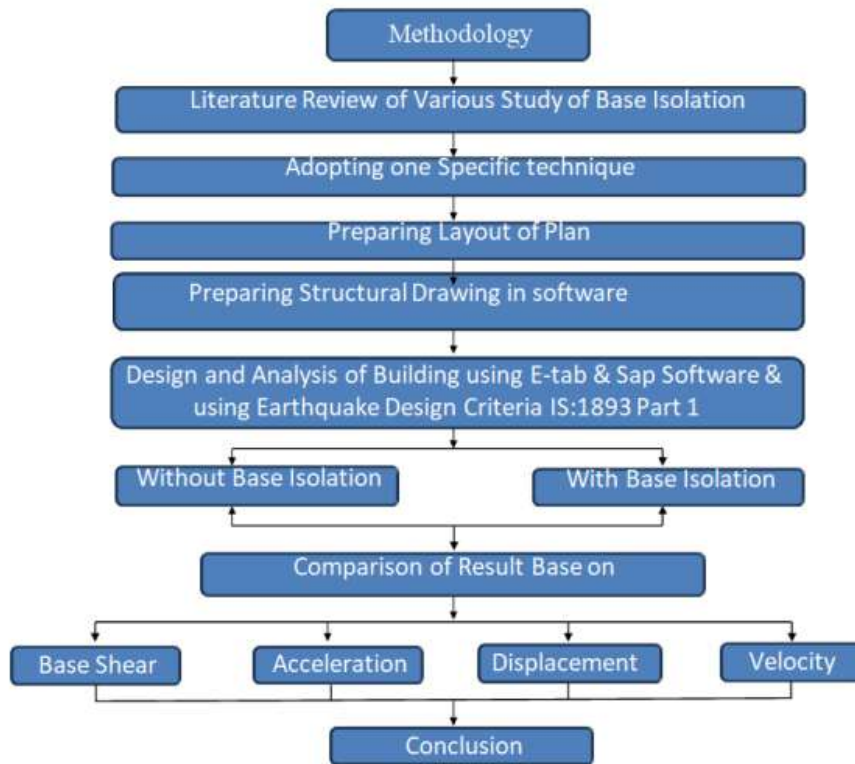 Methodology
Literature Review of Various Study of Base Isolation
Adopting one Specific technique
Preparing Layout of Plan
Preparing Structural Drawing in software
Design and Analysis of Building using E-tab & Sap Software &
using Earthquake Design Criteria IS:1893 Part 1
Without Base Isolation
With Base Isolation
Comparison of Result Base on
Base Shear
Acceleration
Displacement
Velocity
Conclusion